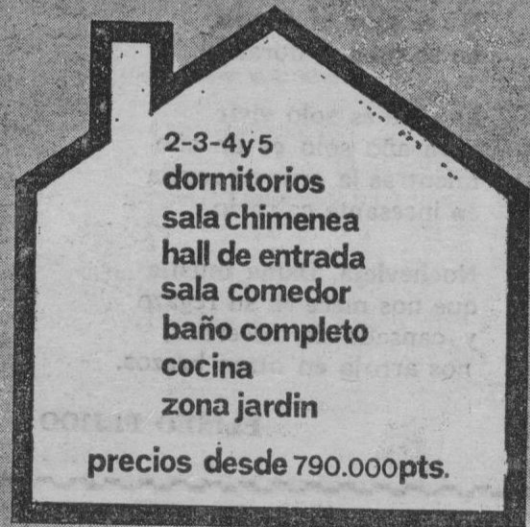 2-3-4y5
dormitorios
sala chimenea
hall de entrada
sala comedor
baño completo
cocina
zona jardin
precios desde 790.000pts.